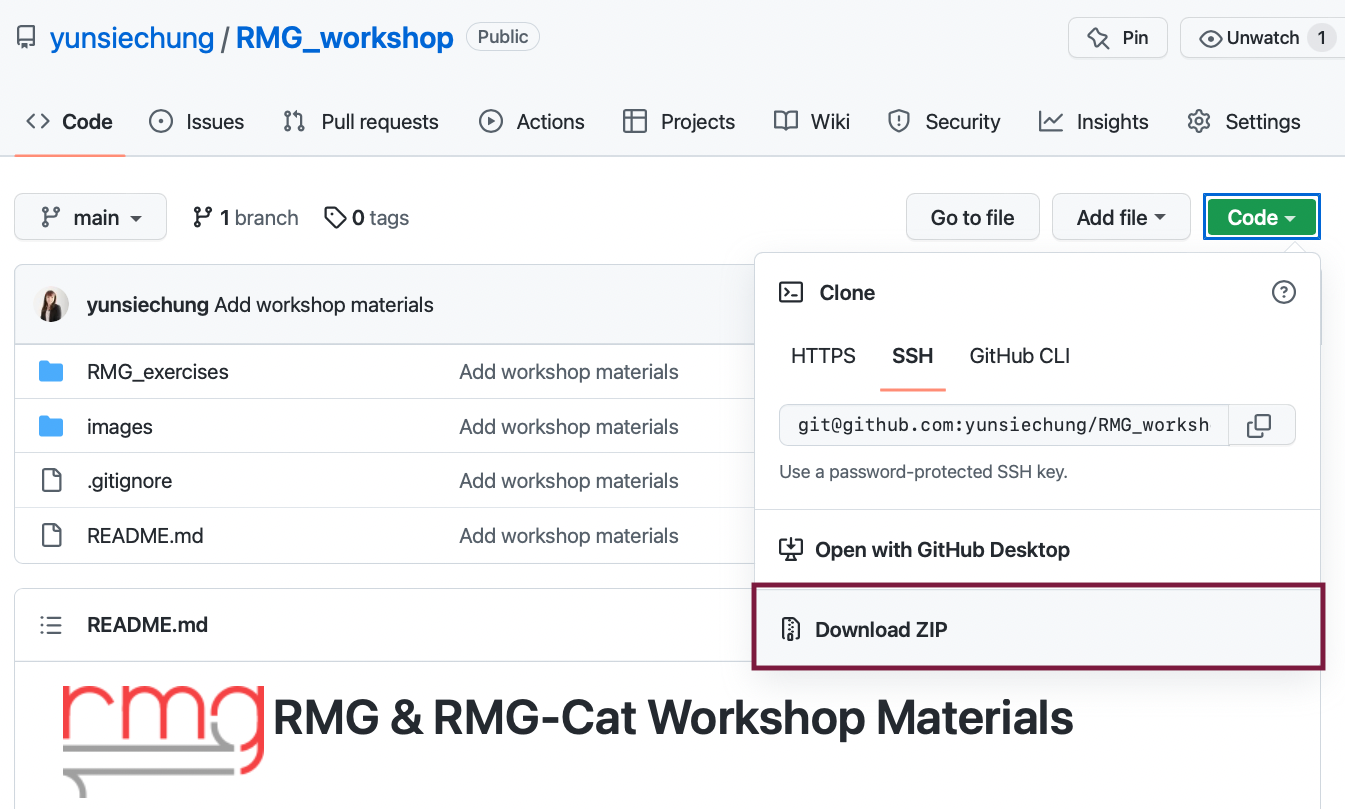 yunsiechung / RMG_workshop Public Pin Unwatch 1
Code Issues Pull requests Actions Projects Wiki Security Insights Settings
main 1 branch 0 tags Go to file Add file Code
yunsiechung Add workshop materials
RMG_exercises Add workshop materials
images Add workshop materials
.gitignore Add workshop materials
README.md Add workshop materials
Clone
HTTPS SSH GitHub CLI
git@github.com:yunsiechung/RMG_worksh
Use a password-protected SSH key.
Open with GitHub Desktop
Download ZIP
README.md
rmg RMG & RMG-Cat Workshop Materials